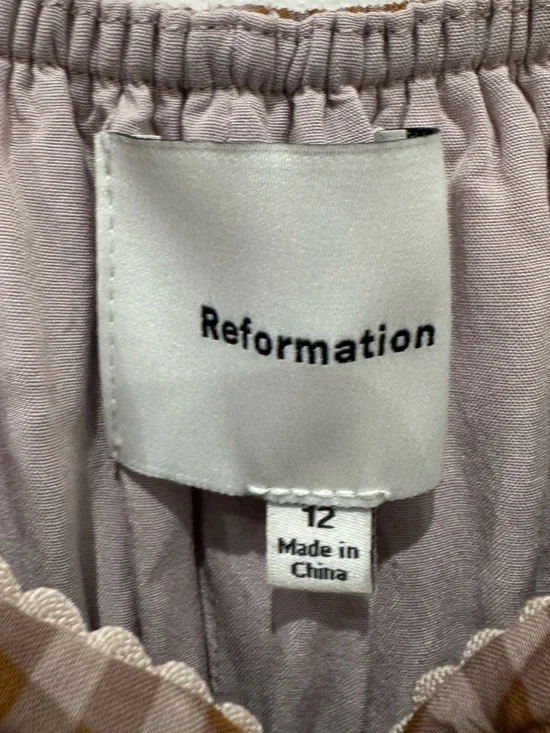 Reformation
12
Made in
China